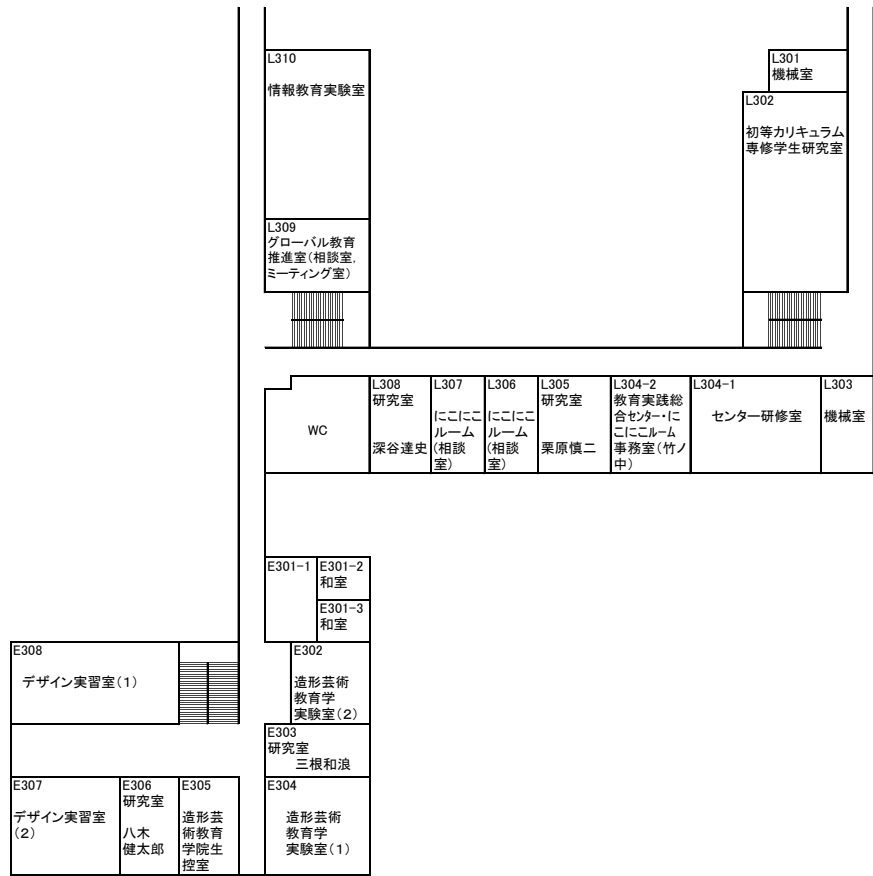 L310
情報教育実験室
L309
グローバル教育
推進室(相談室,
ミーティング室)
L301
機械室
L302
初等カリキュラム
専修学生研究室
WC
L308
研究室
深谷達史
L307
にこにこ
ルーム
(相談
室)
L306
にこにこ
ルーム
(相談
室)
L305
研究室
栗原慎二
L304-2
教育実践総
合センター・に
こにこルーム
事務室(竹ノ
中)
L304-1
センター研修室
L303
機械室
E301-1
E301-2
和室
E301-3
和室
E308
デザイン実習室(1)
E302
造形芸術
教育学
実験室(2)
E303
研究室
三根和浪
E307
デザイン実習室
(2)
E306
研究室
八木
健太郎
E305
造形芸
術教育
学院生
控室
E304
造形芸術
教育学
実験室(1)